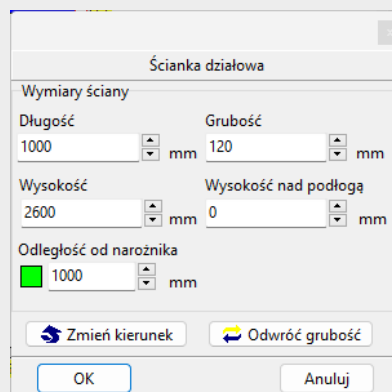 Ścianka działowa
Wymiary ściany
Długość Grubość
1000 mm 120 mm
Wysokość Wysokość nad podłogą
2600 mm 0 mm
Odległość od narożnika
1000 mm
Zmień kierunek Odwróć grubość
OK Anuluj